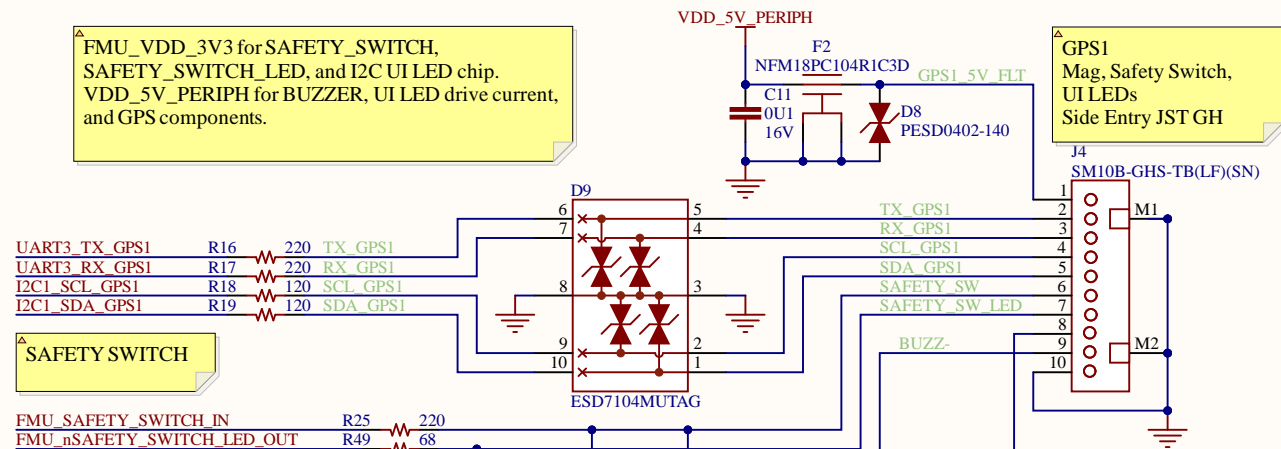 FMU_VDD_3V3 for SAFETY_SWITCH,
SAFETY_SWITCH_LED, and I2C UI LED chip.
VDD_5V_PERIPH for BUZZER, UI LED drive current,
and GPS components.
VDD_5V_PERIPH
F2
NFM18PC104R1C3D
GPS1_5V_FLT
C11
0U1
16V
D8
PESD0402-140
GPS1
Mag, Safety Switch,
UI LEDs
Side Entry JST GH
J4
SM10B-GHS-TB(LF)(SN)
1
2
3
4
5
6
7
8
9
10
M1
M2
D9
6
7
8
9
10
5
4
3
2
1
ESD7104MUTAG
TX_GPS1
RX_GPS1
SCL_GPS1
SDA_GPS1
SAFETY_SW
SAFETY_SW_LED
BUZZ-
UART3_TX_GPS1 R16 220 TX_GPS1
UART3_RX_GPS1 R17 220 RX_GPS1
I2C1_SCL_GPS1 R18 120 SCL_GPS1
I2C1_SDA_GPS1 R19 120 SDA_GPS1
SAFETY SWITCH
FMU_SAFETY_SWITCH_IN R25 220
FMU_nSAFETY_SWITCH_LED_OUT R49 68